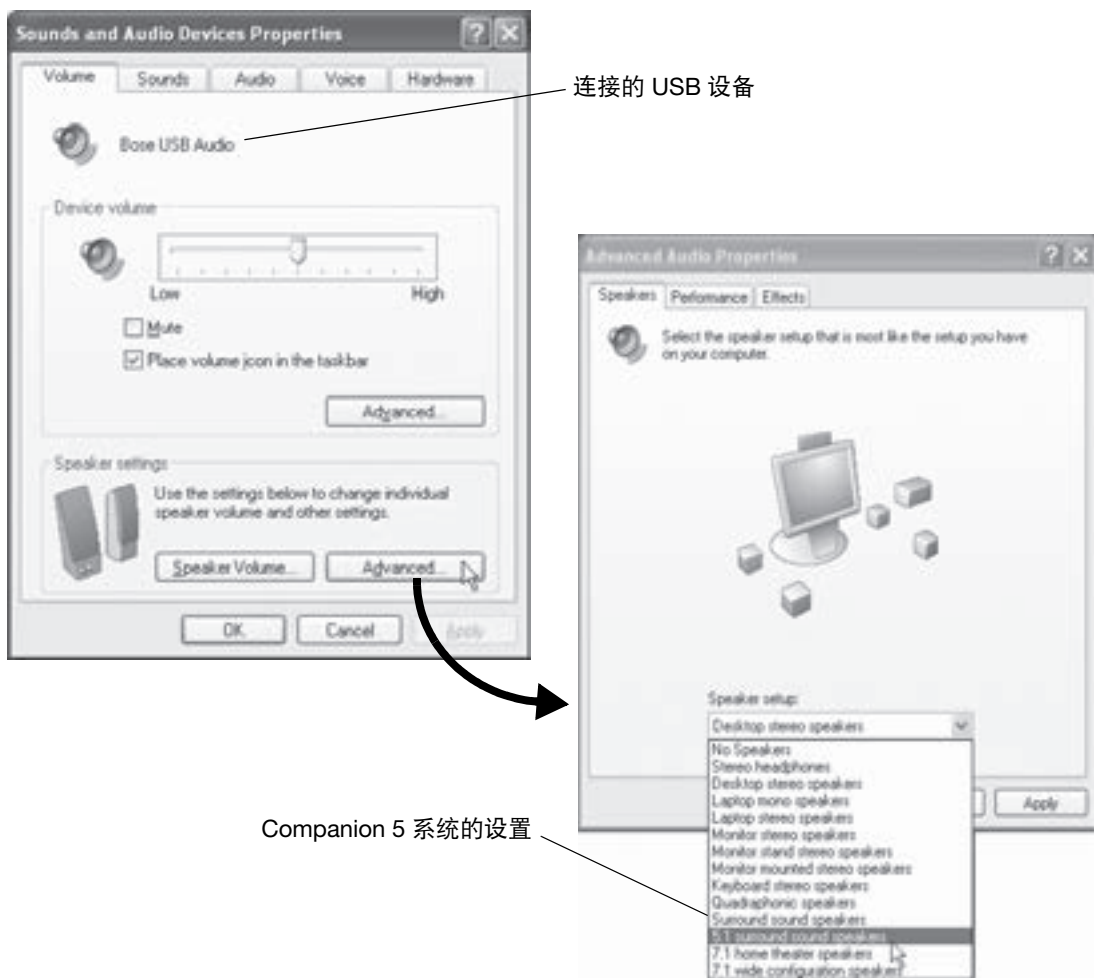 Sounds and Audio Devices Properties
Volume
Sounds
Audio
Voice
Hardware
连接的 USB 设备
Bose USB Audio
Device volume
Low
High
Mute
Place volume icon in the taskbar
Advanced...
Speaker settings
Use the settings below to change individual
speaker volume and other settings.
Speaker Volume...
Advanced...
OK
Cancel
Apply
Advanced Audio Properties
Speakers
Performance
Effects
Select the speaker setup that is most like the setup you have
on your computer.
Speaker setup:
Desktop stereo speakers
No Speakers
Stereo headphones
Desktop stereo speakers
Laptop mono speakers
Laptop stereo speakers
Monitor stereo speakers
Monitor stand stereo speakers
Monitor mounted stereo speakers
Keyboard stereo speakers
Quadraphonic speakers
Surround sound speakers
5.1 surround sound speakers
7.1 home theater speakers
7.1 wide configuration speakers
Apply
Companion 5 系统的设置